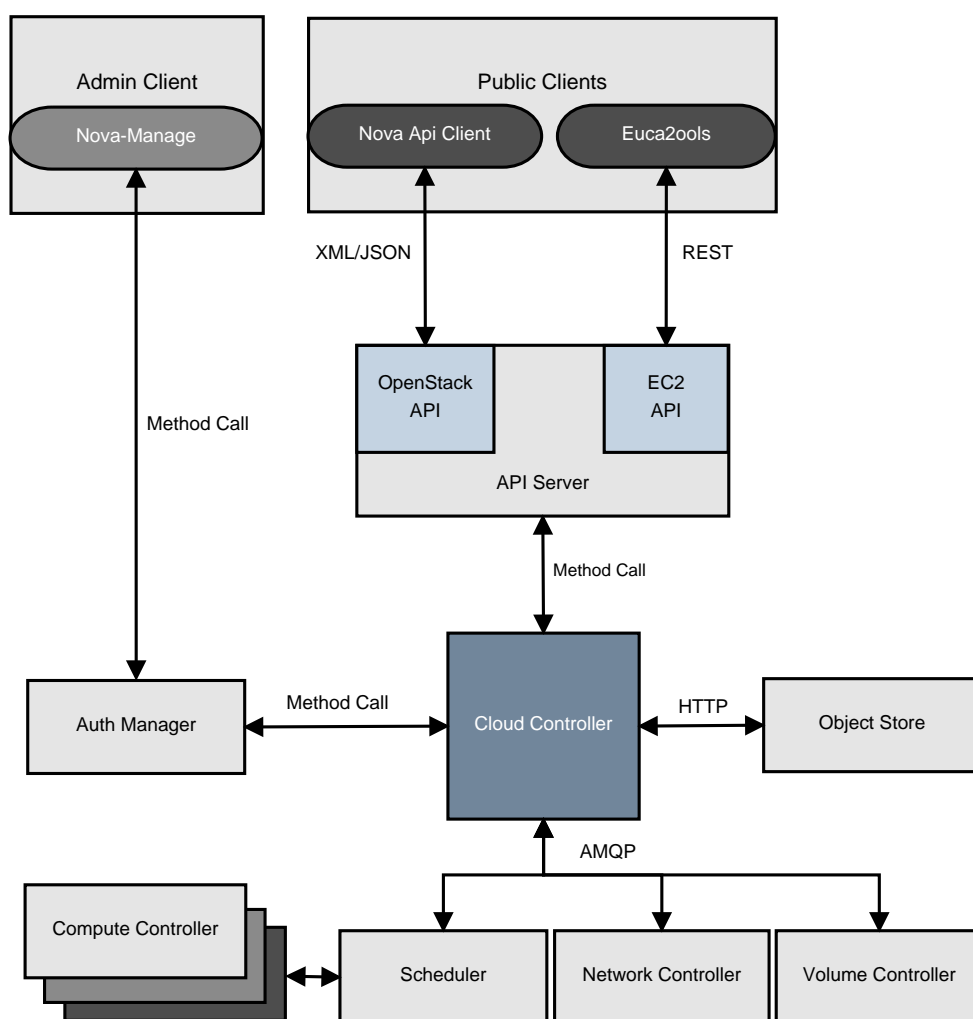 Admin Client
Nova-Manage
Public Clients
Nova Api Client
Euca2ools
XML/JSON
REST
OpenStack
API
EC2
API
API Server
Method Call
Method Call
Auth Manager
Method Call
Cloud Controller
HTTP
Object Store
AMQP
Compute Controller
Scheduler
Network Controller
Volume Controller